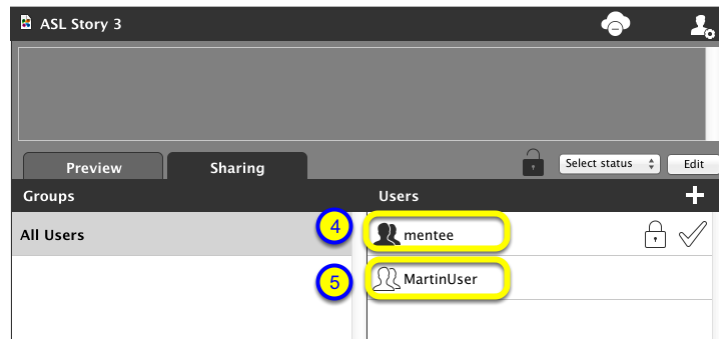 ASL Story 3
Preview Sharing Select status Edit
Groups Users
All Users 4 mentee
5 MartinUser